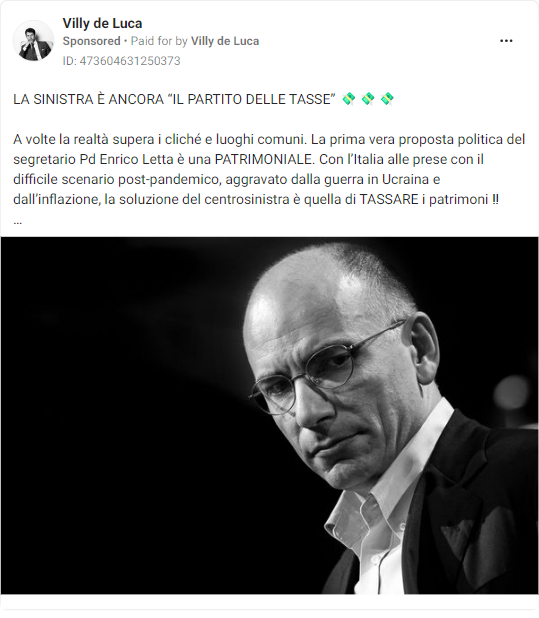 Villy de Luca
Sponsored • Paid for by Villy de Luca
ID: 473604631250373
LA SINISTRA È ANCORA “IL PARTITO DELLE TASSE” 💸 💸 💸
A volte la realtà supera i cliché e luoghi comuni. La prima vera proposta politica del
segretario Pd Enrico Letta è una PATRIMONIALE. Con l’Italia alle prese con il
difficile scenario post-pandemico, aggravato dalla guerra in Ucraina e
dall’inflazione, la soluzione del centrosinistra è quella di TASSARE i patrimoni ‼
...